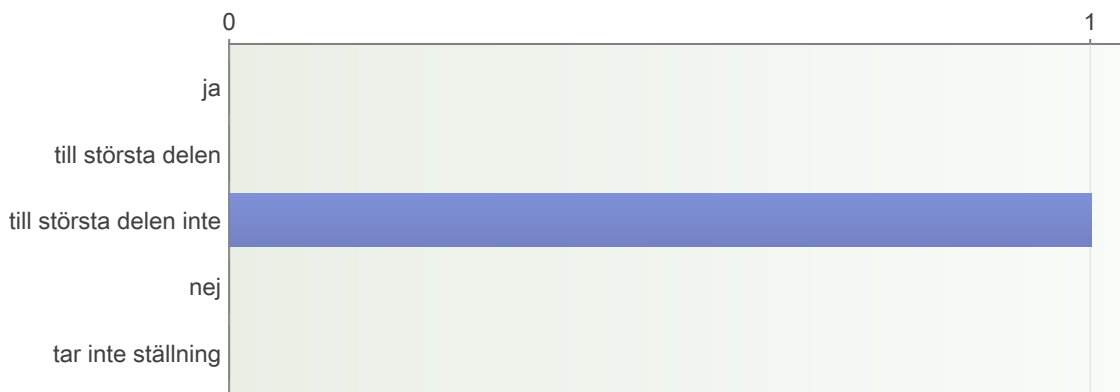 0 1
ja
till största delen
till största delen inte
nej
tar inte ställning